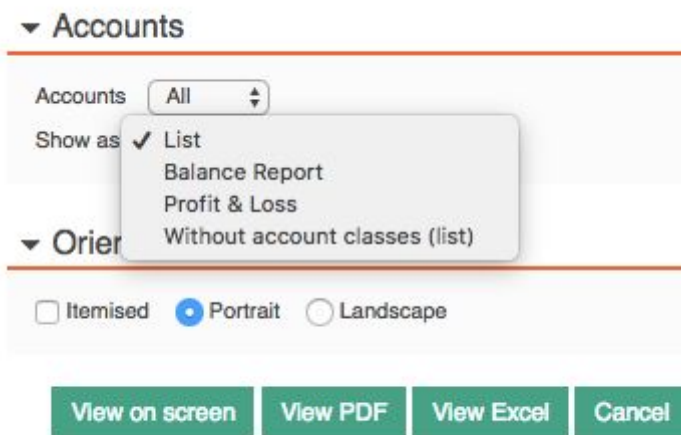 Accounts
Accounts All
Show as ✓ List
Balance Report
Profit & Loss
Without account classes (list)
Orien
Itemised Portrait Landscape
View on screen View PDF View Excel Cancel